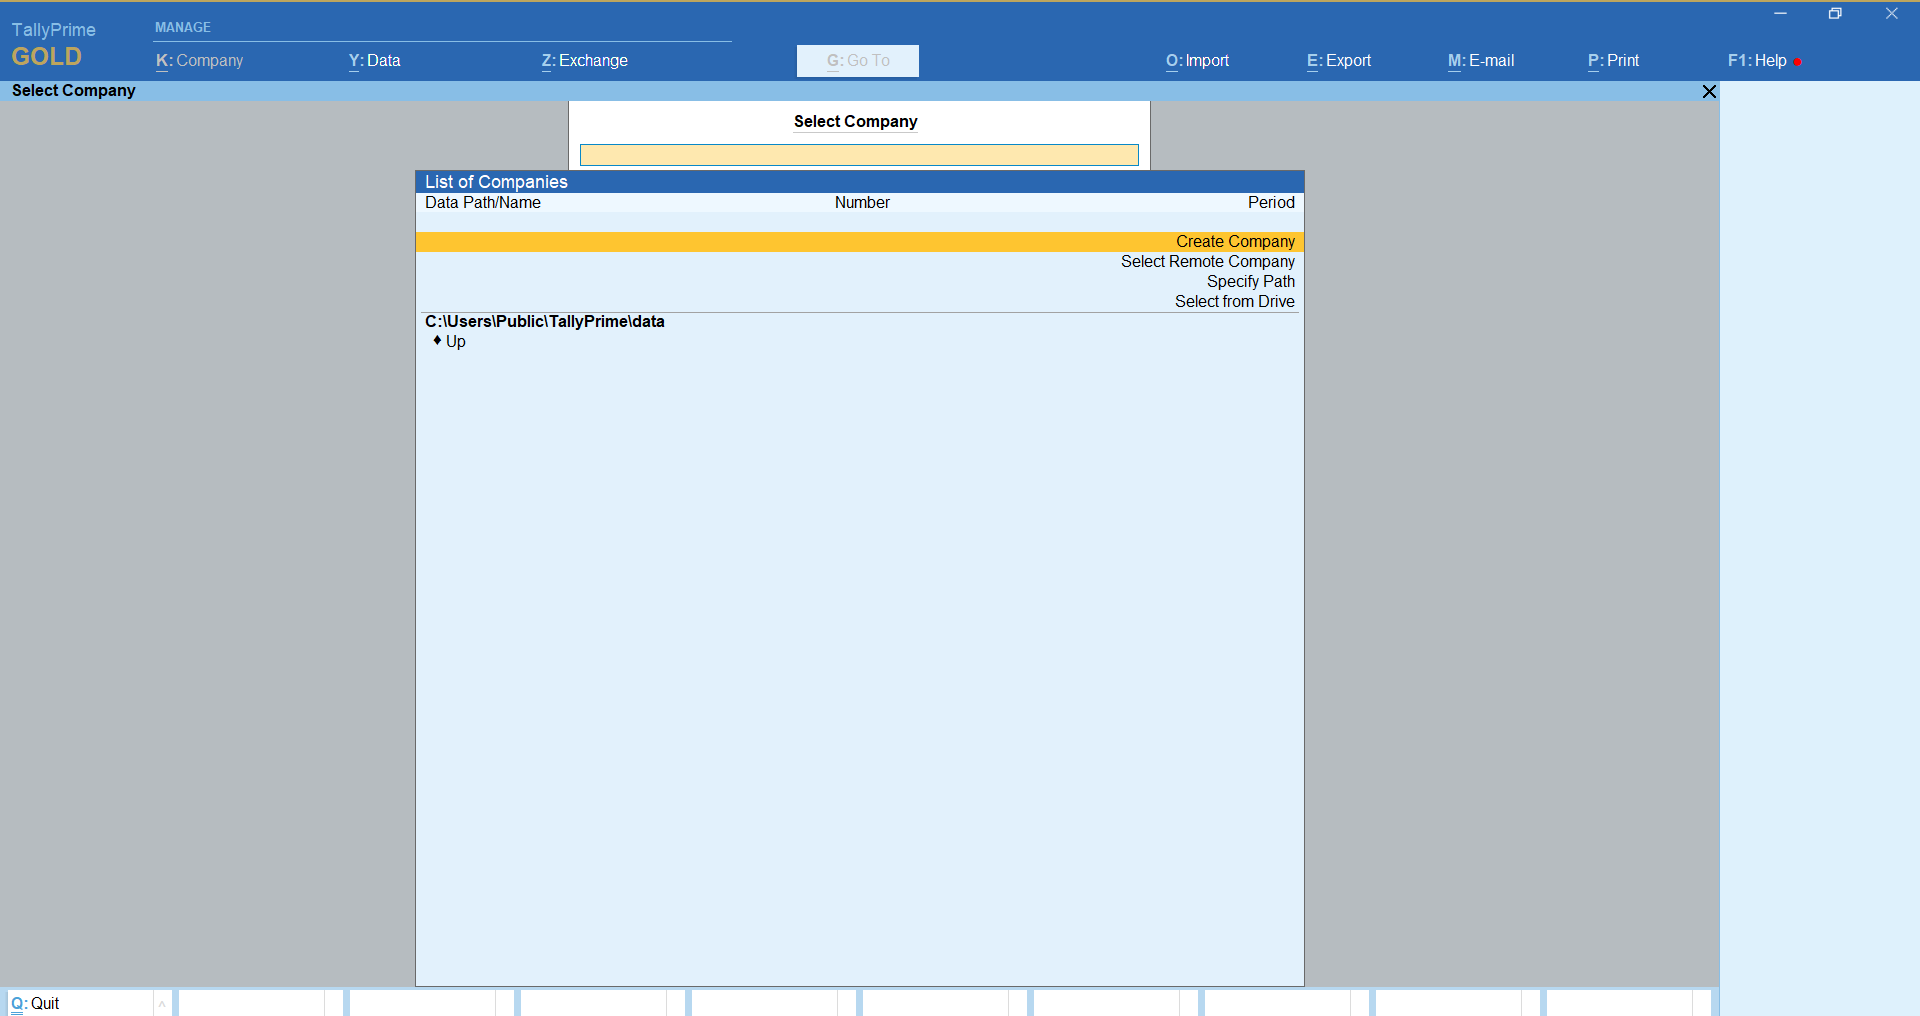 TallyPrime
GOLD
MANAGE
K: Company
Y: Data
Z: Exchange
G: Go To
O: Import
E: Export
M: E-mail
P: Print
F1: Help
Select Company
Select Company
List of Companies
Data Path/Name Number Period
Create Company
Select Remote Company
Specify Path
Select from Drive
C:\Users\Public\TallyPrime\data
♦ Up
Q: Quit